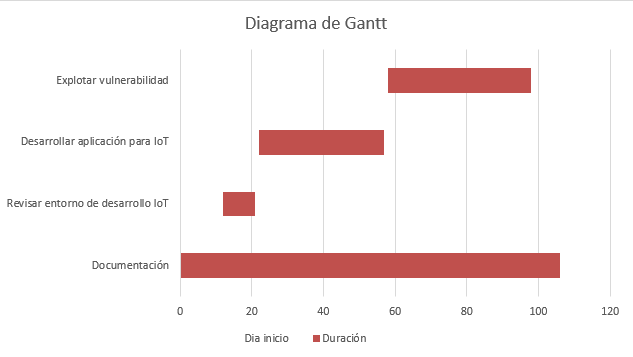 Diagrama de Gantt
Explotar vulnerabilidad
Desarrollar aplicación para IoT
Revisar entorno de desarrollo IoT
Documentación
0 20 40 60 80 100 120
Dia inicio Duración